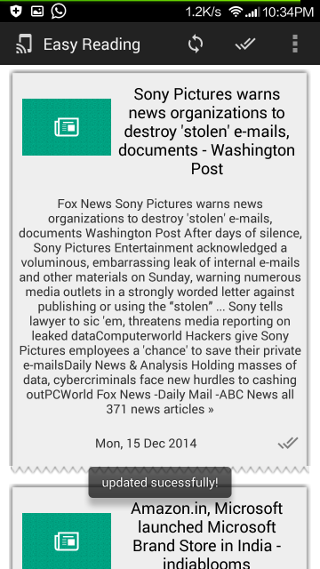 1.2K/s 10:34PM
Easy Reading
Sony Pictures warns
news organizations to
destroy 'stolen' e-mails,
documents - Washington
Post
Fox News Sony Pictures warns news
organizations to destroy 'stolen' e-mails,
documents Washington Post After days of silence,
Sony Pictures Entertainment acknowledged a
voluminous, embarrassing leak of internal e-mails
and other materials on Sunday, warning numerous
media outlets in a strongly worded letter against
publishing or using the “stolen” ... Sony tells
lawyer to sic 'em, threatens media reporting on
leaked dataComputerworld Hackers give Sony
Pictures employees a 'chance' to save their private
e-mailsDaily News & Analysis Holding masses of
data, cybercriminals face new hurdles to cashing
outPCWorld Fox News -Daily Mail -ABC News all
371 news articles »
Mon, 15 Dec 2014
updated sucessfully!
Amazon.in, Microsoft
launched Microsoft
Brand Store in India -
indiablooms